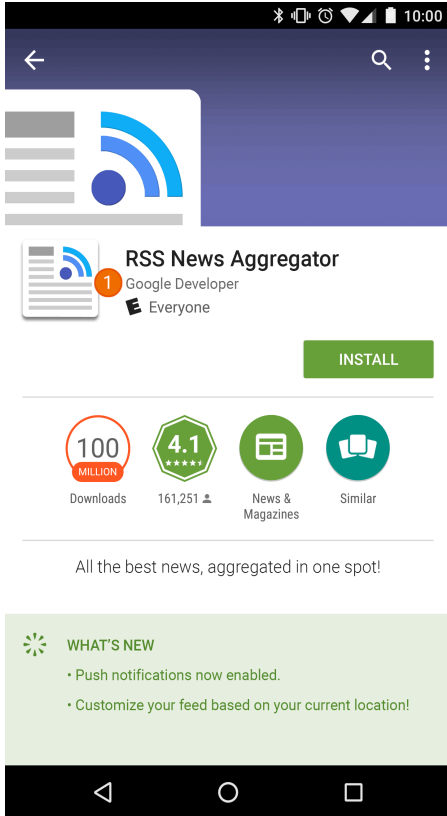 10:00
RSS News Aggregator
1
Google Developer
E Everyone
INSTALL
100
MILLION
Downloads
4.1
161,251
News &
Magazines
Similar
All the best news, aggregated in one spot!
WHAT'S NEW
• Push notifications now enabled.
• Customize your feed based on your current location!